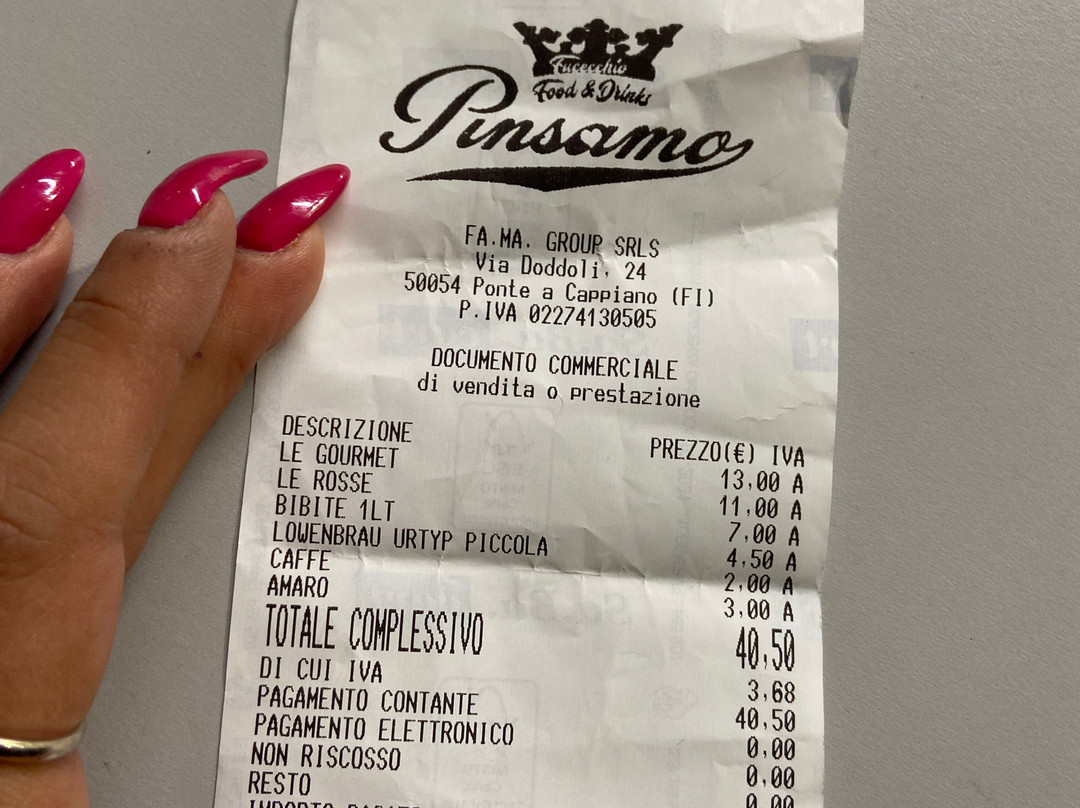 Fucecchio
Food & Drinks
Pinsamo
FA.MA. GROUP SRLS
Via Doddoli, 24
50054 Ponte a Cappiano (FI)
P.IVA 02274130505
DOCUMENTO COMMERCIALE
di vendita o prestazione
DESCRIZIONE PREZZO(€) IVA
LE GOURMET 13,00 A
LE ROSSE 11,00 A
BIBITE 1LT 7,00 A
LOWENBRAU URTYP PICCOLA 4,50 A
CAFFE 2,00 A
AMARO 3,00 A
TOTALE COMPLESSIVO 40,50
DI CUI IVA 3,68
PAGAMENTO CONTANTE 40,50
PAGAMENTO ELETTRONICO 0,00
NON RISCOSSO 0,00
RESTO 0,00